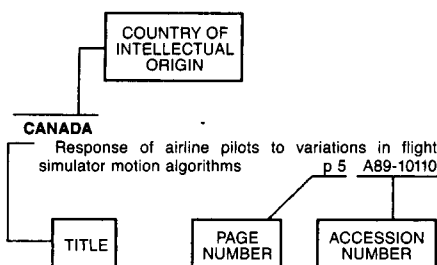 COUNTRY OF
INTELLECTUAL
ORIGIN
CANADA
Response of airline pilots to variations in flight
simulator motion algorithms p 5 A89-10110
TITLE
PAGE
NUMBER
ACCESSION
NUMBER